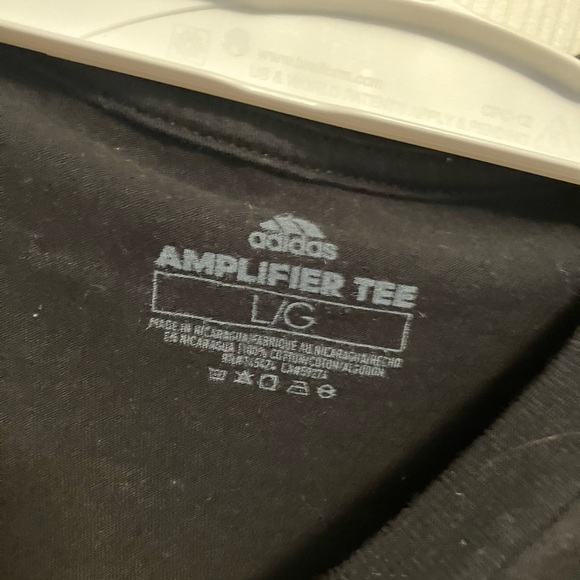 adidas
AMPLIFIER TEE
L/G
MADE IN NICARAGUA/FABRIQUE AU NICARAGUA/HECHO
EN NICARAGUA 100% COTTON/COTON/ALGODON